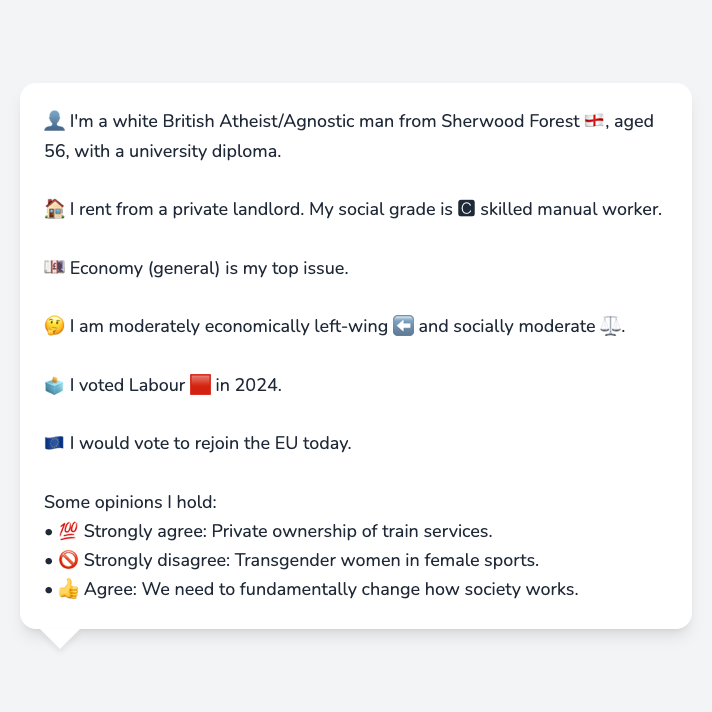 👤 I'm a white British Atheist/Agnostic man from Sherwood Forest 🏴󠁧󠁢󠁥󠁮󠁧󠁿, aged
56, with a university diploma.
🏠 I rent from a private landlord. My social grade is 🅲 skilled manual worker.
💷 Economy (general) is my top issue.
🤔 I am moderately economically left-wing ⬅️ and socially moderate ⚖️.
🗳️ I voted Labour 🟥 in 2024.
🇪🇺 I would vote to rejoin the EU today.
Some opinions I hold:
• 💯 Strongly agree: Private ownership of train services.
• 🚫 Strongly disagree: Transgender women in female sports.
• 👍 Agree: We need to fundamentally change how society works.